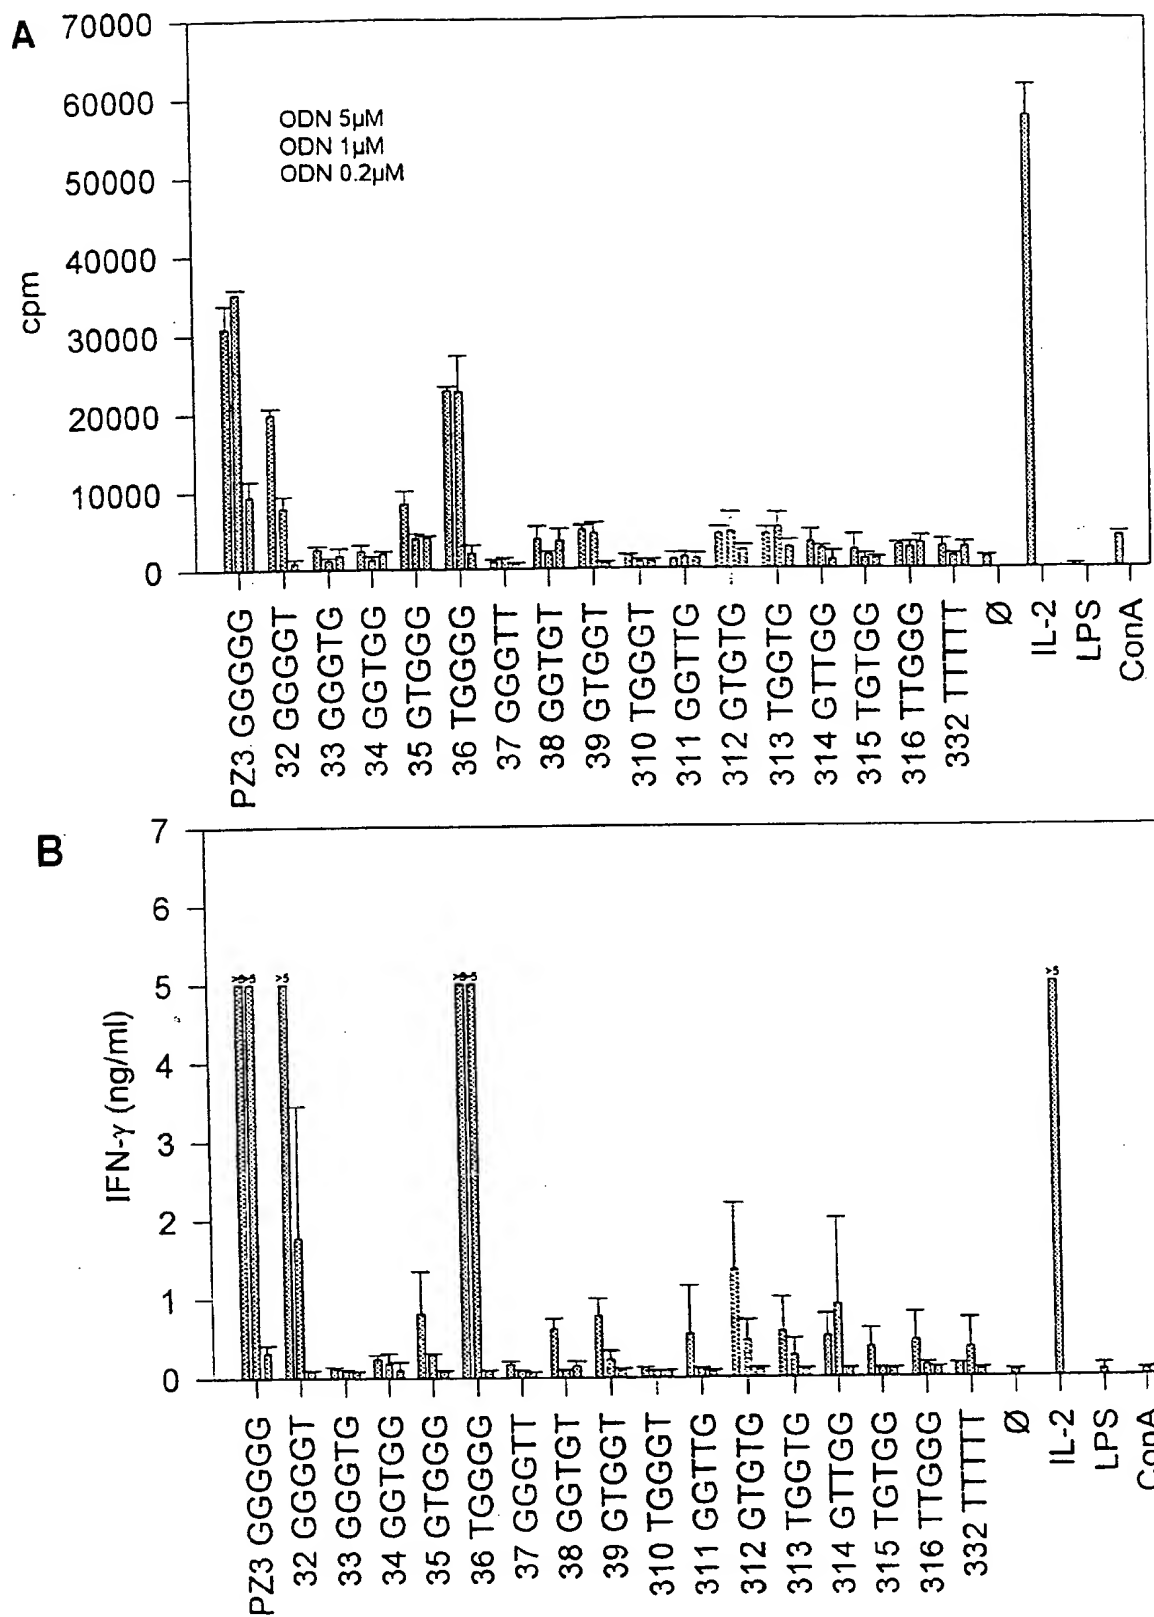 A
70000
60000
50000
40000
30000
20000
10000
0
cpm
ODN 5µM
ODN 1µM
ODN 0.2µM
PZ3 GGGGG
32 GGGGT
33 GGGTG
34 GGTGG
35 GTGGG
36 TGGGG
37 GGGTT
38 GGTGT
39 GTGGT
310 TGGGT
311 GGTTG
312 GTGTG
313 TGGTG
314 GTTGG
315 TGTGG
316 TTGGG
332 TTTTT
Ø
IL-2
LPS
ConA
B
7
6
5
4
3
2
1
0
IFN-γ (ng/ml)
>5
>5
>5
>5
PZ3 GGGGG
32 GGGGT
33 GGGTG
34 GGTGG
35 GTGGG
36 TGGGG
37 GGGTT
38 GGTGT
39 GTGGT
310 TGGGT
311 GGTTG
312 GTGTG
313 TGGTG
314 GTTGG
315 TGTGG
316 TTGGG
332 TTTTT
Ø
IL-2
LPS
ConA